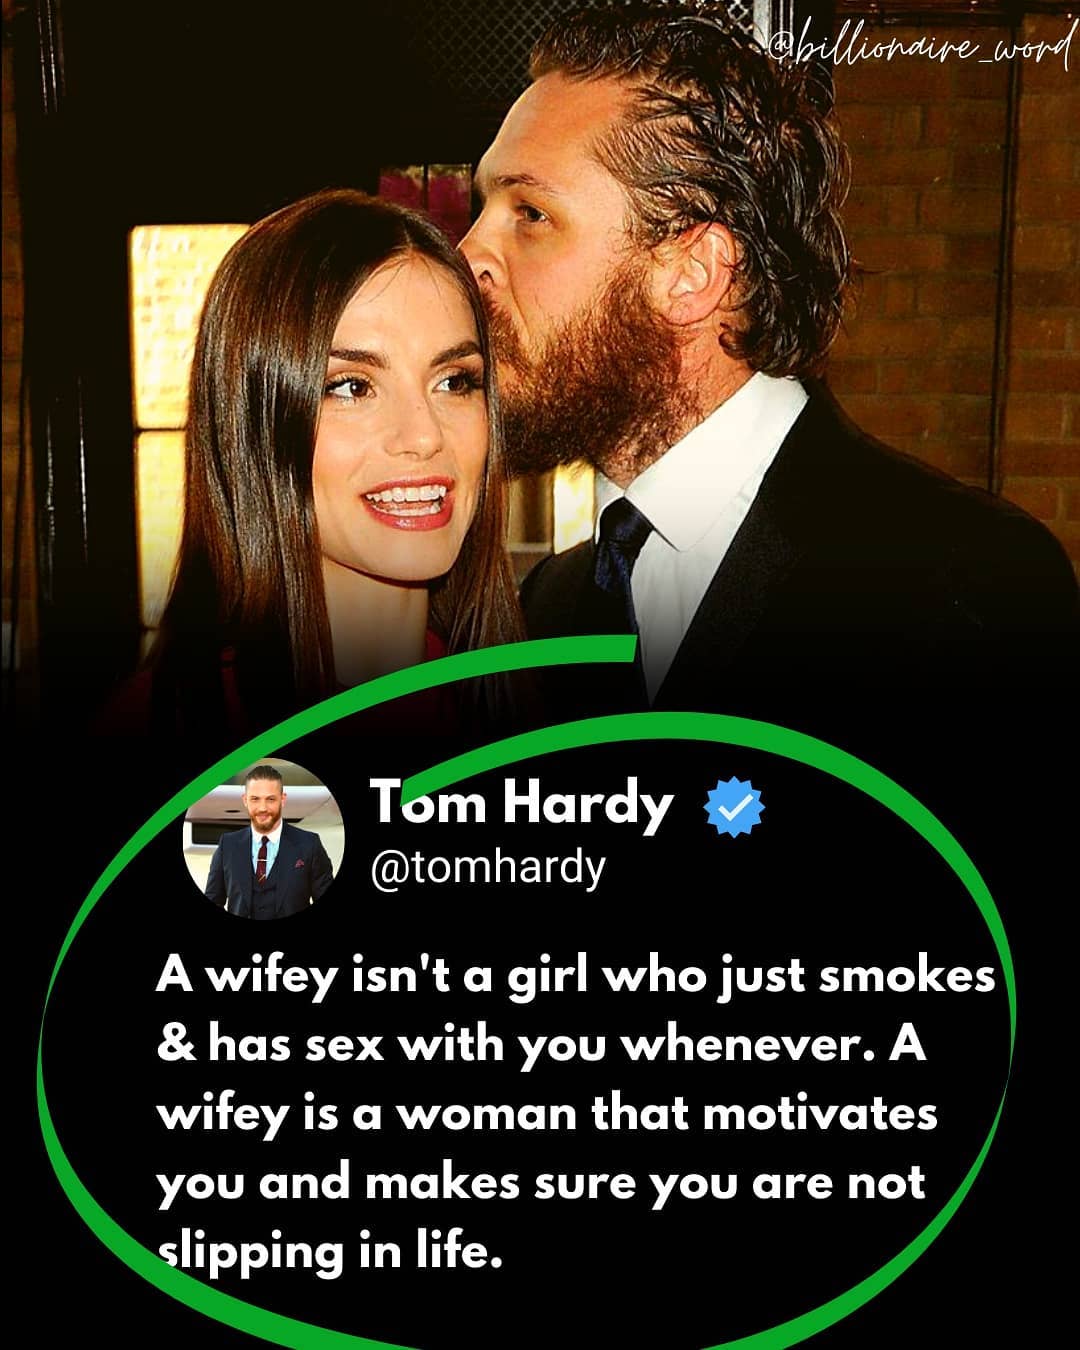 @billionaire_word
Tom Hardy
@tomhardy
A wifey isn't a girl who just smokes
& has sex with you whenever. A
wifey is a woman that motivates
you and makes sure you are not
slipping in life.